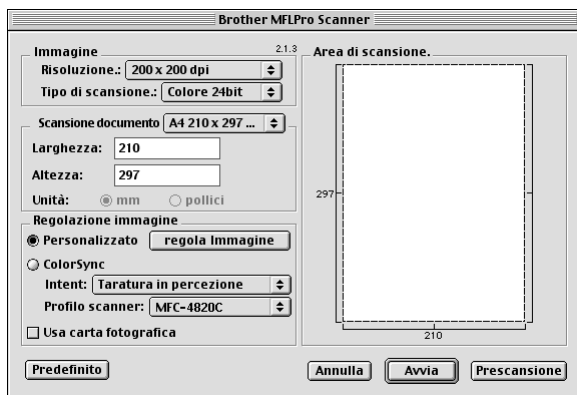 Brother MFLPro Scanner
Immagine
2.1.3
Risoluzione.: 200 x 200 dpi
Tipo di scansione.: Colore 24bit
Scansione documento A4 210 x 297 ...
Larghezza: 210
Altezza: 297
Unità: mm pollici
Regolazione immagine
Personalizzato regola Immagine
ColorSync
Intent: Taratura in percezione
Profilo scanner: MFC-4820C
Usa carta fotografica
Area di scansione.
297
210
Predefinito Annulla Avvia Prescansione